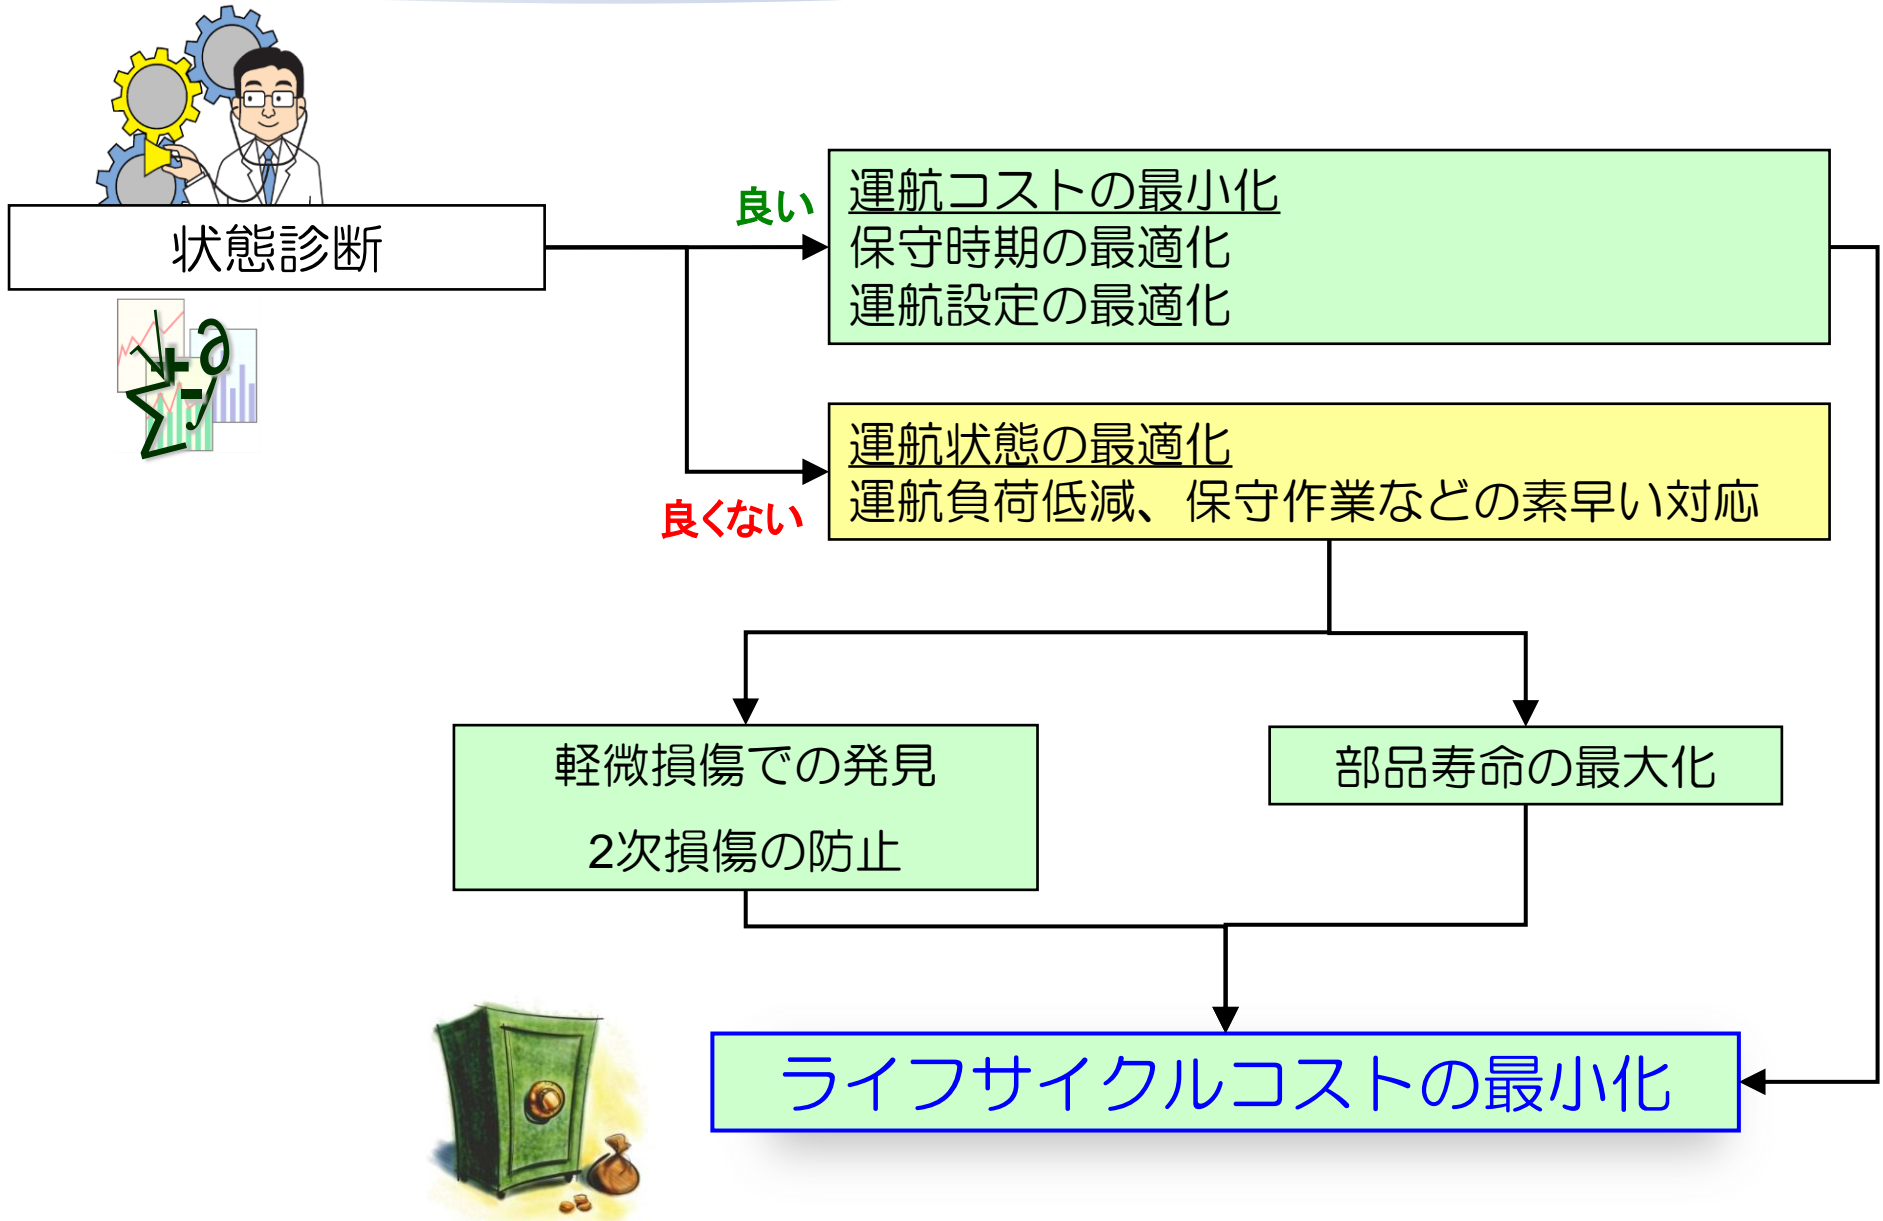 状態診断
良い
運航コストの最小化
保守時期の最適化
運航設定の最適化
良くない
運航状態の最適化
運航負荷低減、保守作業などの素早い対応
軽微損傷での発見
2次損傷の防止
部品寿命の最大化
ライフサイクルコストの最小化